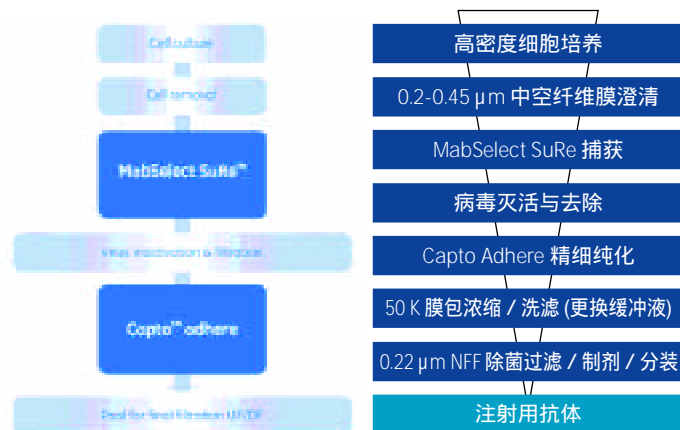 Cell culture
Cell removal
MabSelect SuRe™
Virus inactivation & filtration
Capto™ adhere
高密度细胞培养
0.2-0.45 µm 中空纤维膜澄清
MabSelect SuRe 捕获
病毒灭活与去除
Capto Adhere 精细纯化
50 K 膜包浓缩 / 洗滤 (更换缓冲液)
0.22 µm NFF 除菌过滤 / 制剂 / 分装
注射用抗体